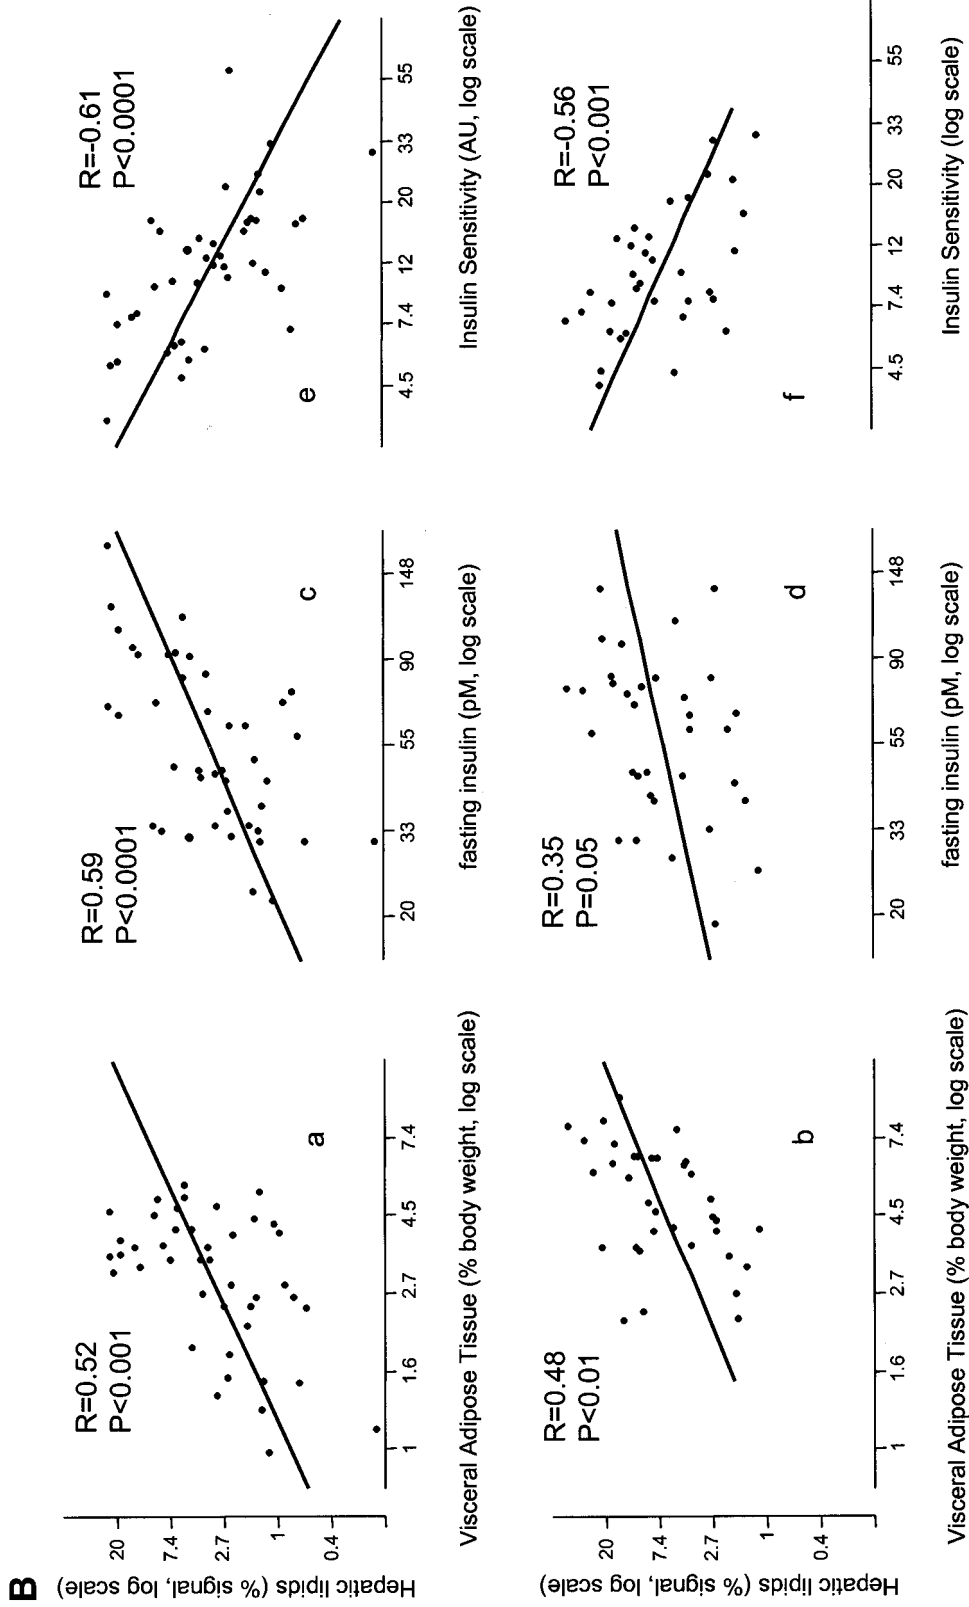 B
Hepatic lipids (% signal, log scale)
20
7.4
2.7
1
0.4
R=0.52
P<0.001
a
1
1.6
2.7
4.5
7.4
Visceral Adipose Tissue (% body weight, log scale)
R=0.59
P<0.0001
c
20
33
55
90
148
fasting insulin (pM, log scale)
R=-0.61
P<0.0001
e
4.5
7.4
12
20
33
55
Insulin Sensitivity (AU, log scale)
Hepatic lipids (% signal, log scale)
20
7.4
2.7
1
0.4
R=0.48
P<0.01
b
1
1.6
2.7
4.5
7.4
Visceral Adipose Tissue (% body weight, log scale)
R=0.35
P=0.05
d
20
33
55
90
148
fasting insulin (pM, log scale)
R=-0.56
P<0.001
f
4.5
7.4
12
20
33
55
Insulin Sensitivity (log scale)